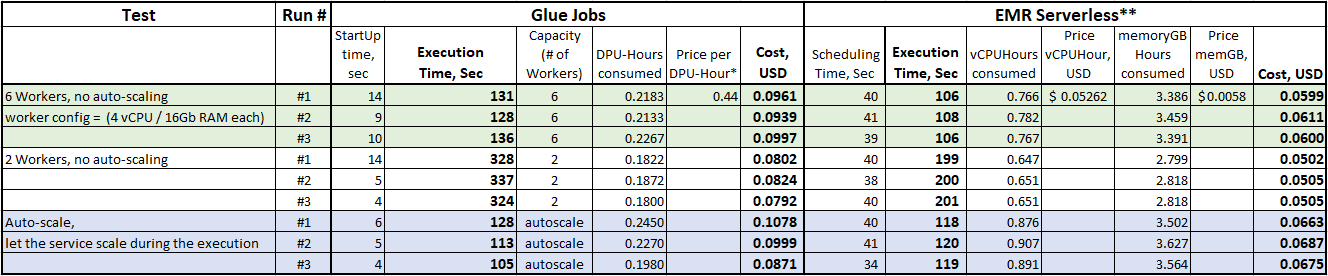 Test Run # Glue Jobs EMR Serverless**
StartUp time, sec Execution Time, Sec Capacity (# of Workers) DPU-Hours consumed Price per DPU-Hour* Cost, USD Scheduling Time, Sec Execution Time, Sec vCPUHours consumed Price vCPUHour, USD memoryGB Hours consumed Price memGB, USD Cost, USD
6 Workers, no auto-scaling #1 14 131 6 0.2183 0.44 0.0961 40 106 0.766 $ 0.05262 3.386 $ 0.0058 0.0599
worker config = (4 vCPU / 16Gb RAM each) #2 9 128 6 0.2133 0.0939 41 108 0.782 3.459 0.0611
#3 10 136 6 0.2267 0.0997 39 106 0.767 3.391 0.0600
2 Workers, no auto-scaling #1 14 328 2 0.1822 0.0802 40 199 0.647 2.799 0.0502
#2 5 337 2 0.1872 0.0824 38 200 0.651 2.818 0.0505
#3 4 324 2 0.1800 0.0792 40 201 0.651 2.818 0.0505
Auto-scale, #1 6 128 autoscale 0.2450 0.1078 40 118 0.876 3.502 0.0663
let the service scale during the execution #2 5 113 autoscale 0.2270 0.0999 41 120 0.907 3.627 0.0687
#3 4 105 autoscale 0.1980 0.0871 34 119 0.891 3.564 0.0675